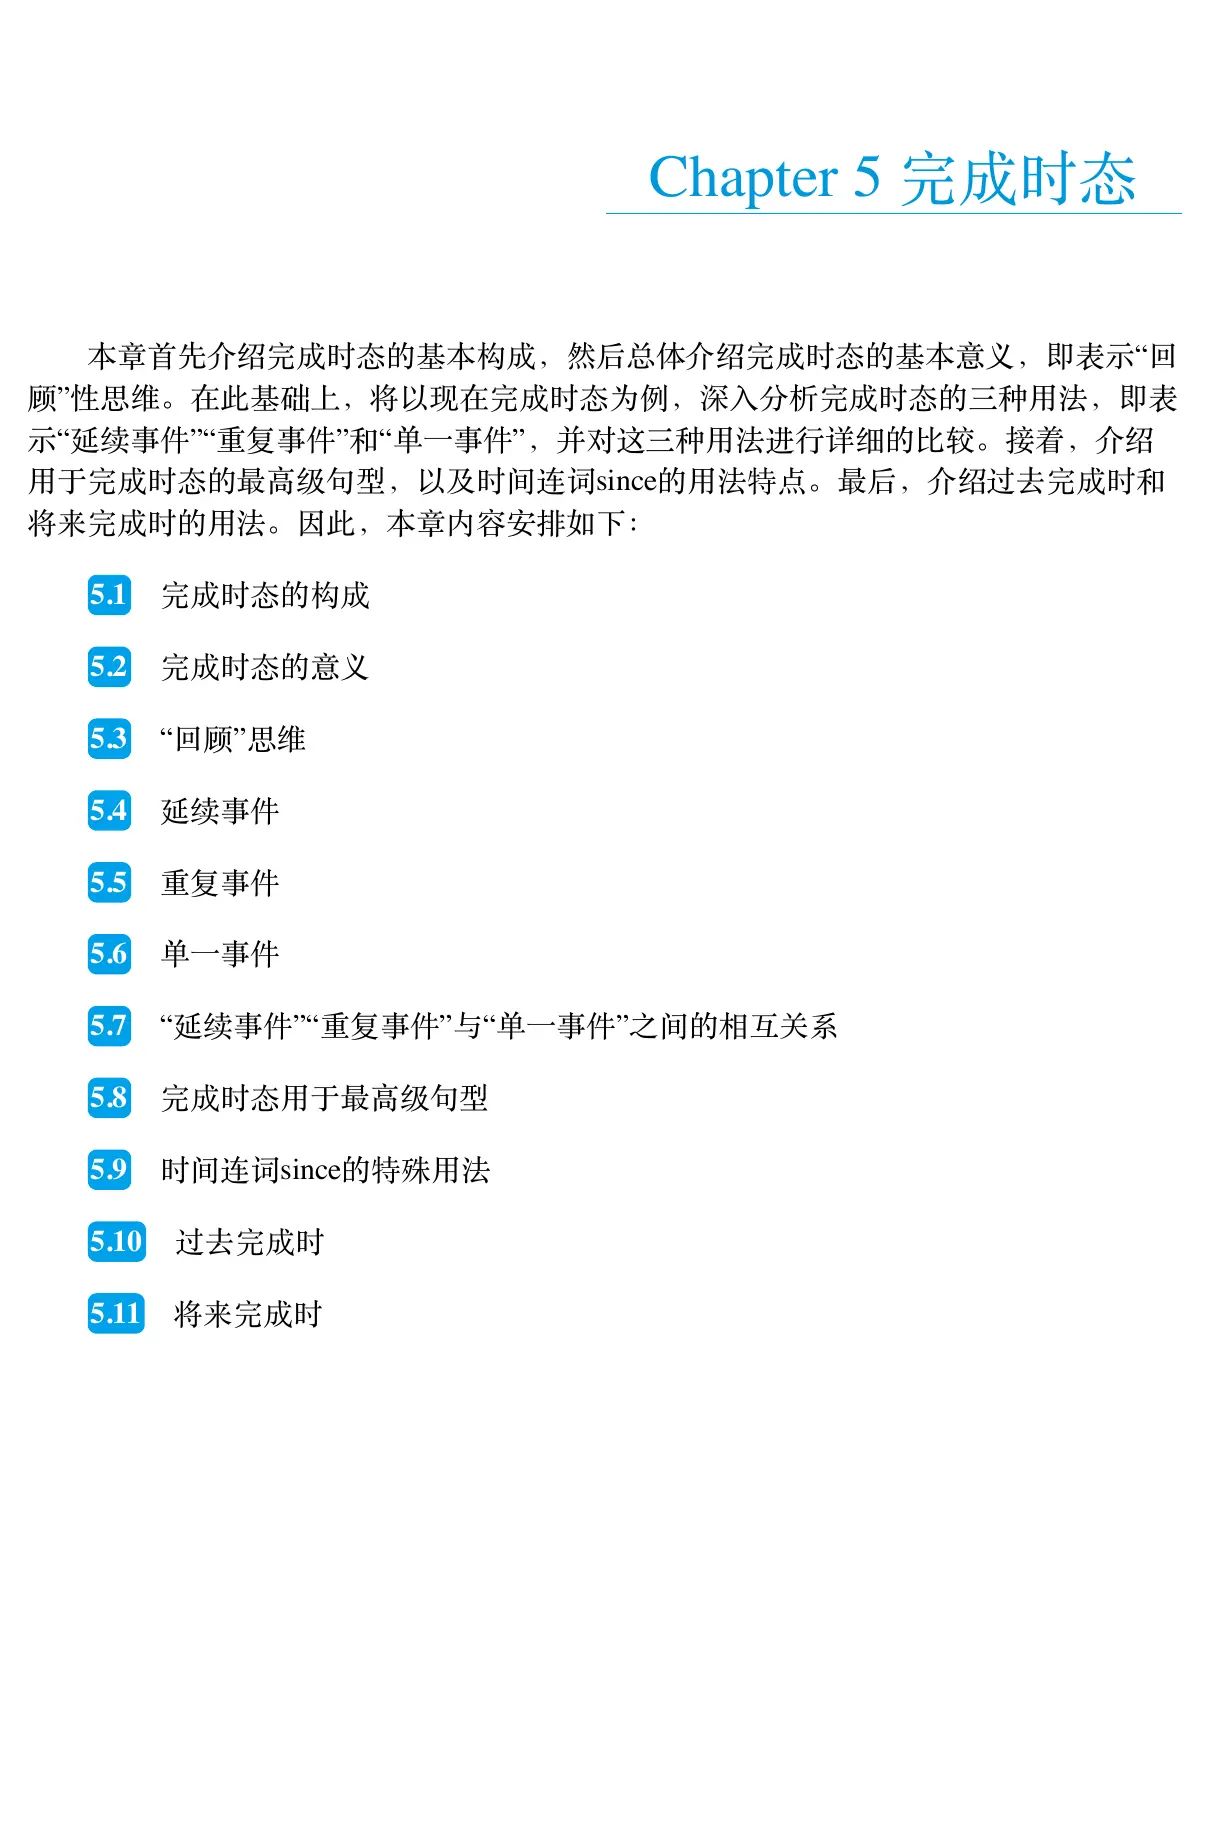 Chapter 5 完成时态
本章首先介绍完成时态的基本构成，然后总体介绍完成时态的基本意义，即表示“回
顾”性思维。在此基础上，将以现在完成时态为例，深入分析完成时态的三种用法，即表
示“延续事件”“重复事件”和“单一事件”，并对这三种用法进行详细的比较。接着，介绍
用于完成时态的最高级句型，以及时间连词since的用法特点。最后，介绍过去完成时和
将来完成时的用法。因此，本章内容安排如下：
5.1 完成时态的构成
5.2 完成时态的意义
5.3 “回顾”思维
5.4 延续事件
5.5 重复事件
5.6 单一事件
5.7 “延续事件”“重复事件”与“单一事件”之间的相互关系
5.8 完成时态用于最高级句型
5.9 时间连词since的特殊用法
5.10 过去完成时
5.11 将来完成时